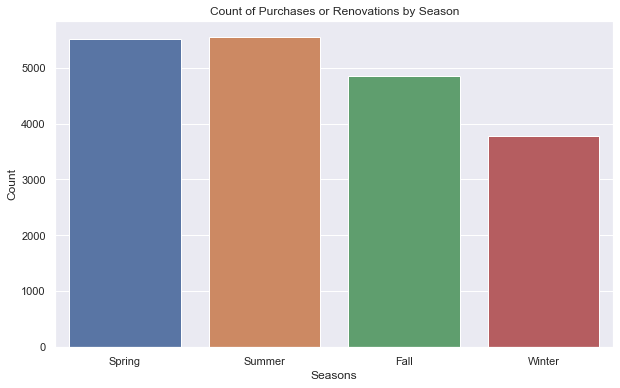 Count of Purchases or Renovations by Season
Count
5000
4000
3000
2000
1000
0
Spring Summer Fall Winter
Seasons